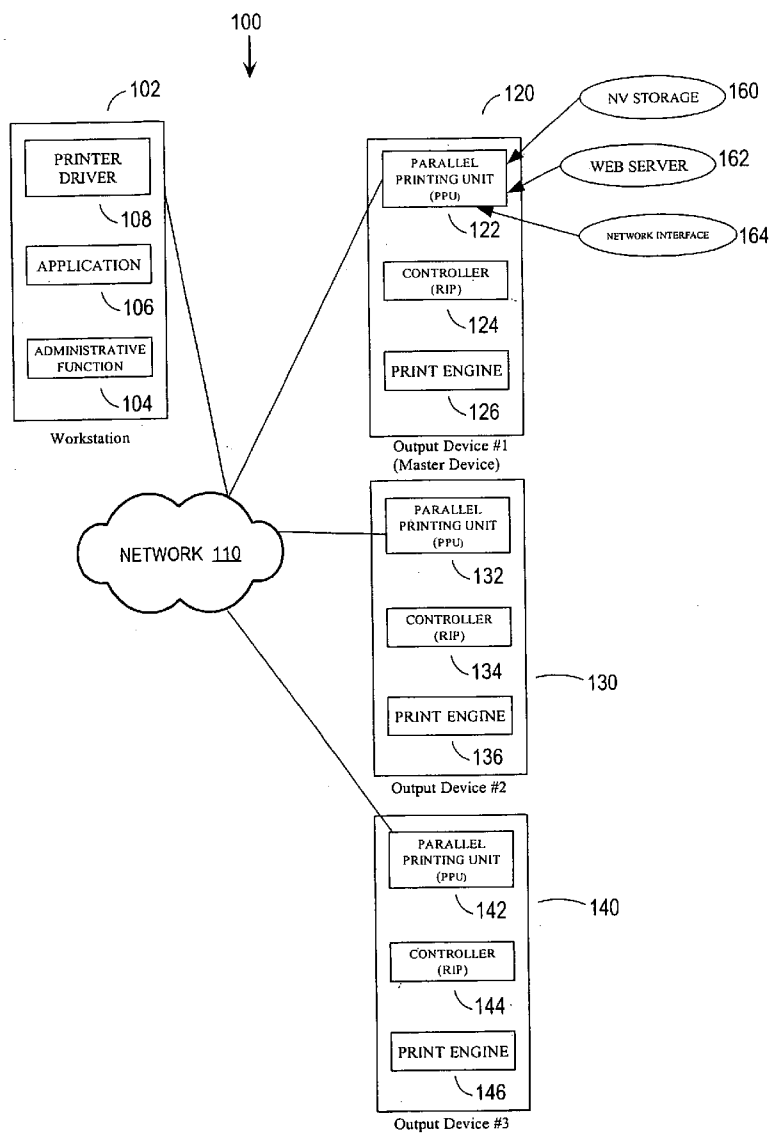 100
102
PRINTER
DRIVER
108
APPLICATION
106
ADMINISTRATIVE
FUNCTION
104
Workstation
NETWORK 110
120
PARALLEL
PRINTING UNIT
(PPU)
122
CONTROLLER
(RIP)
124
PRINT ENGINE
126
Output Device #1
(Master Device)
NV STORAGE
160
WEB SERVER
162
NETWORK INTERFACE
164
PARALLEL
PRINTING UNIT
(PPU)
132
CONTROLLER
(RIP)
134
130
PRINT ENGINE
136
Output Device #2
PARALLEL
PRINTING UNIT
(PPU)
142
140
CONTROLLER
(RIP)
144
PRINT ENGINE
146
Output Device #3